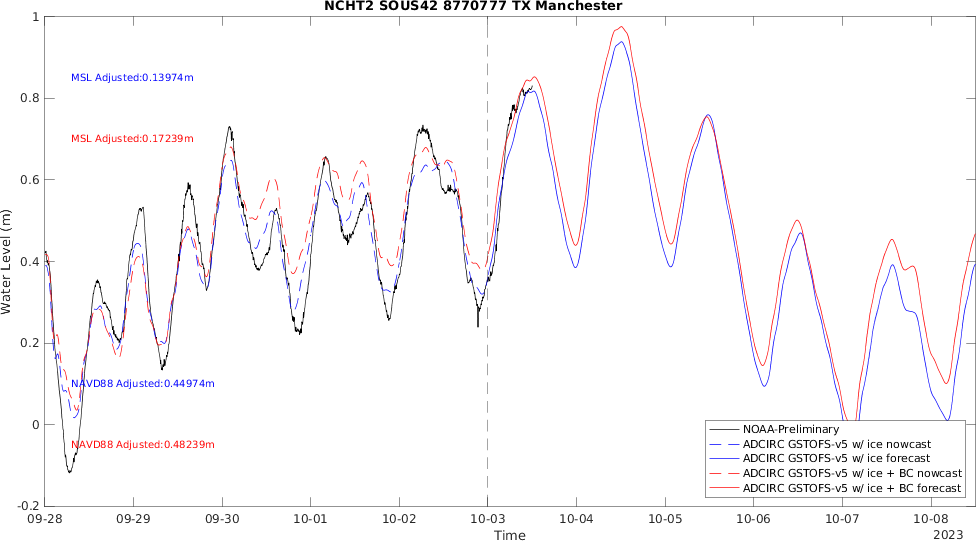 NCHT2 SOUS42 8770777 TX Manchester
1
0.8
0.6
0.4
0.2
0
-0.2
Water Level (m)
MSL Adjusted:0.13974m
MSL Adjusted:0.17239m
NAVD88 Adjusted:0.44974m
NAVD88 Adjusted:0.48239m
NOAA-Preliminary
ADCIRC GSTOFS-v5 w/ ice nowcast
ADCIRC GSTOFS-v5 w/ ice forecast
ADCIRC GSTOFS-v5 w/ ice + BC nowcast
ADCIRC GSTOFS-v5 w/ ice + BC forecast
09-28 09-29 09-30 10-01 10-02 10-03 10-04 10-05 10-06 10-07 10-08
Time
2023